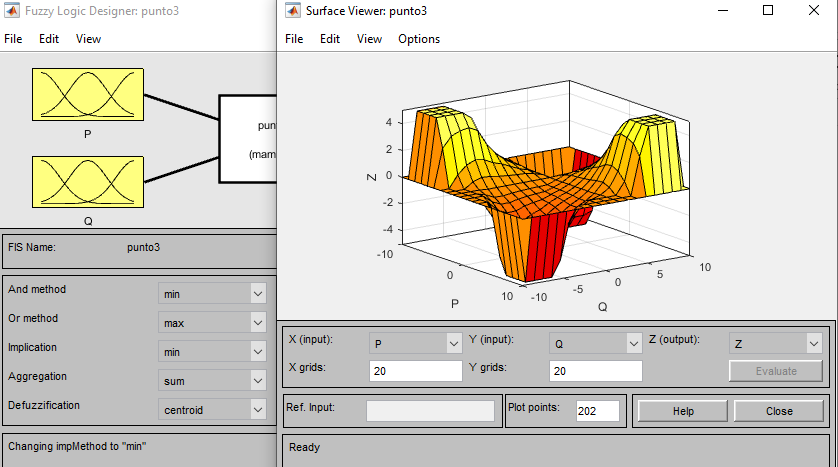 Fuzzy Logic Designer: punto3
File Edit View
P
Q
(mam
FIS Name: punto3
And method min
Or method max
Implication min
Aggregation sum
Defuzzification centroid
Changing impMethod to "min"
Surface Viewer: punto3
File Edit View Options
4
2
0
-2
-4
Z
-10
0
10
P
-10
-5
0
5
10
Q
X (input): P Y (input): Q Z (output): Z
X grids: 20 Y grids: 20 Evaluate
Ref. Input: Plot points: 202 Help Close
Ready